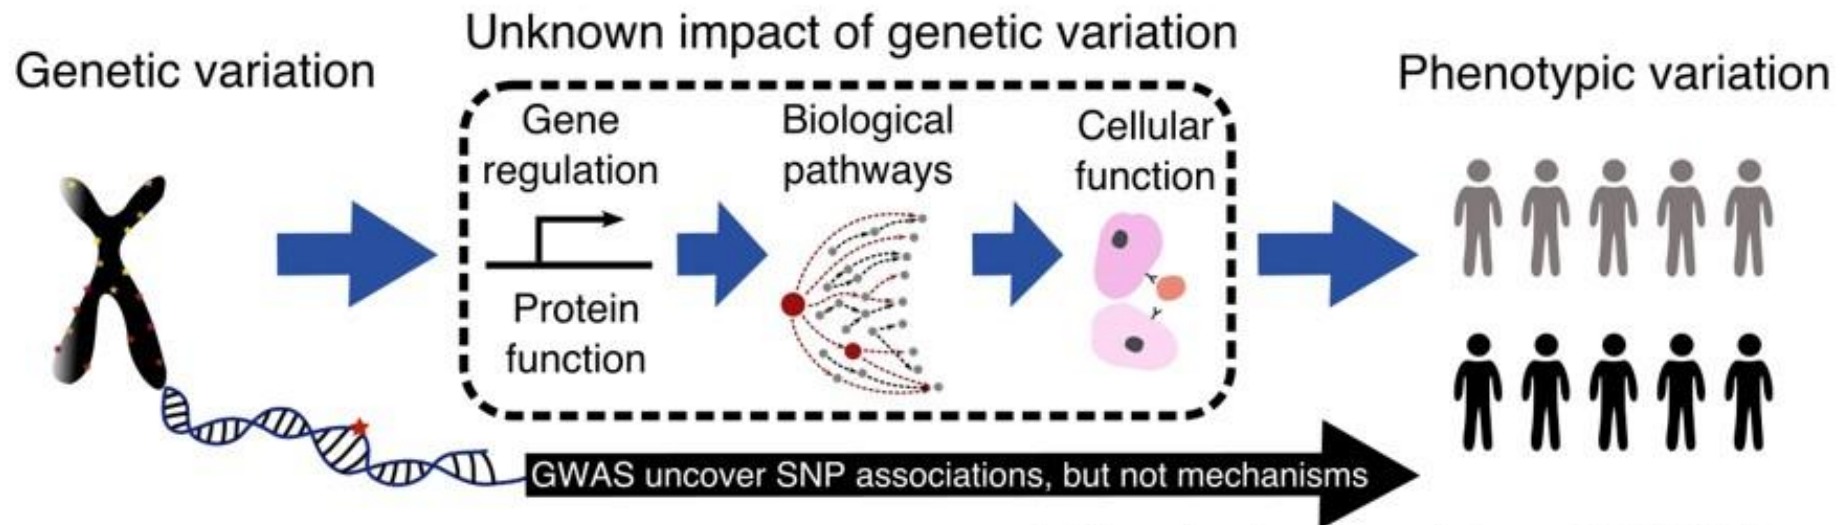 Unknown impact of genetic variation
Genetic variation
Phenotypic variation
Gene
regulation
Protein
function
Biological
pathways
Cellular
function
GWAS uncover SNP associations, but not mechanisms